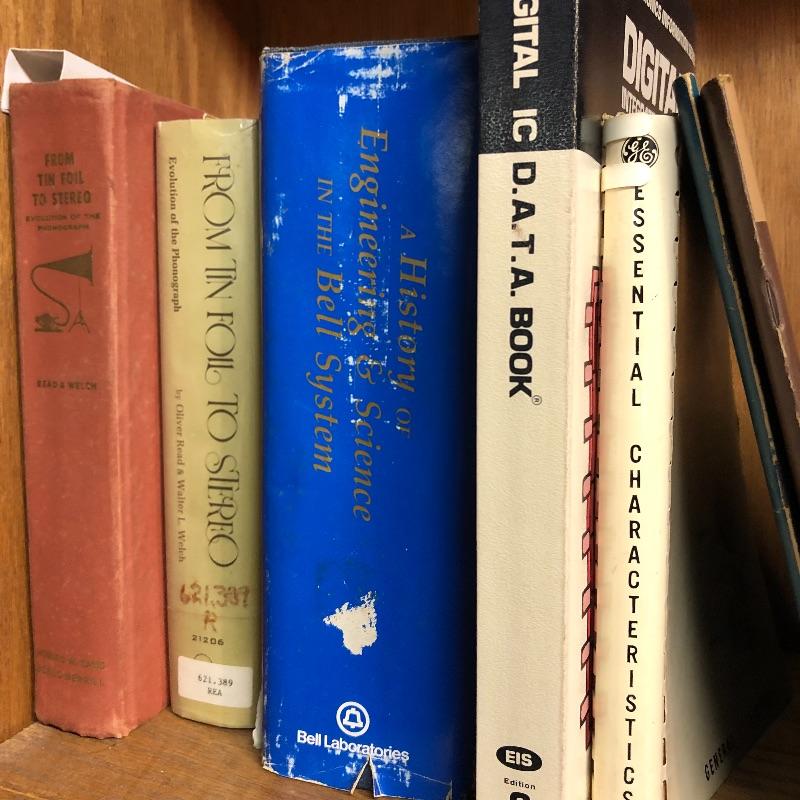 FROM
TIN FOIL
TO STEREO
EVOLUTION OF THE
PHONOGRAPH
READ & WELCH
FROM TIN FOIL TO STEREO
Evolution of the Phonograph
by Oliver Read & Walter L. Welch
621.389
R
21206
621.389
REA
A History OF
Engineering & Science
IN THE Bell System
Bell Laboratories
DIGITAL IC D.A.T.A. BOOK®
EIS
Edition
DIGITA
GE
ESSENTIAL CHARACTERISTICS